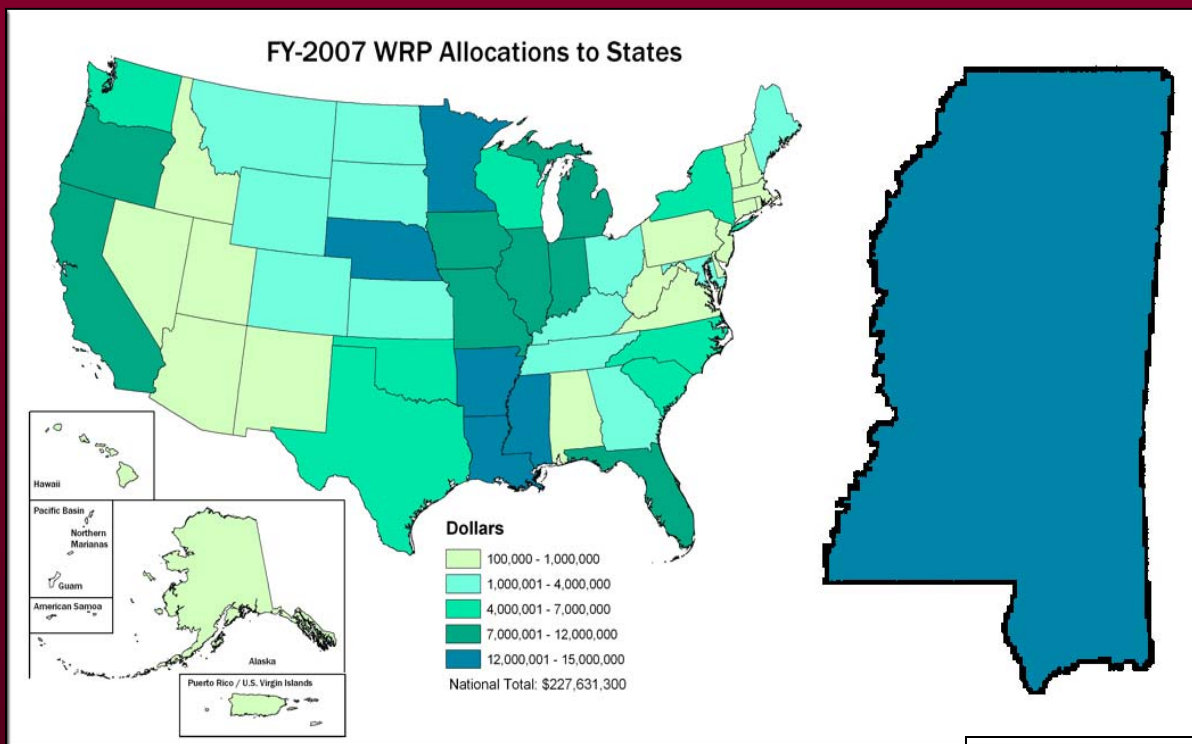 FY-2007 WRP Allocations to States
Hawaii
Pacific Basin
Northern
Marianas
Guam
American Samoa
Alaska
Puerto Rico / U.S. Virgin Islands
Dollars
100,000 - 1,000,000
1,000,001 - 4,000,000
4,000,001 - 7,000,000
7,000,001 - 12,000,000
12,000,001 - 15,000,000
National Total: $227,631,300